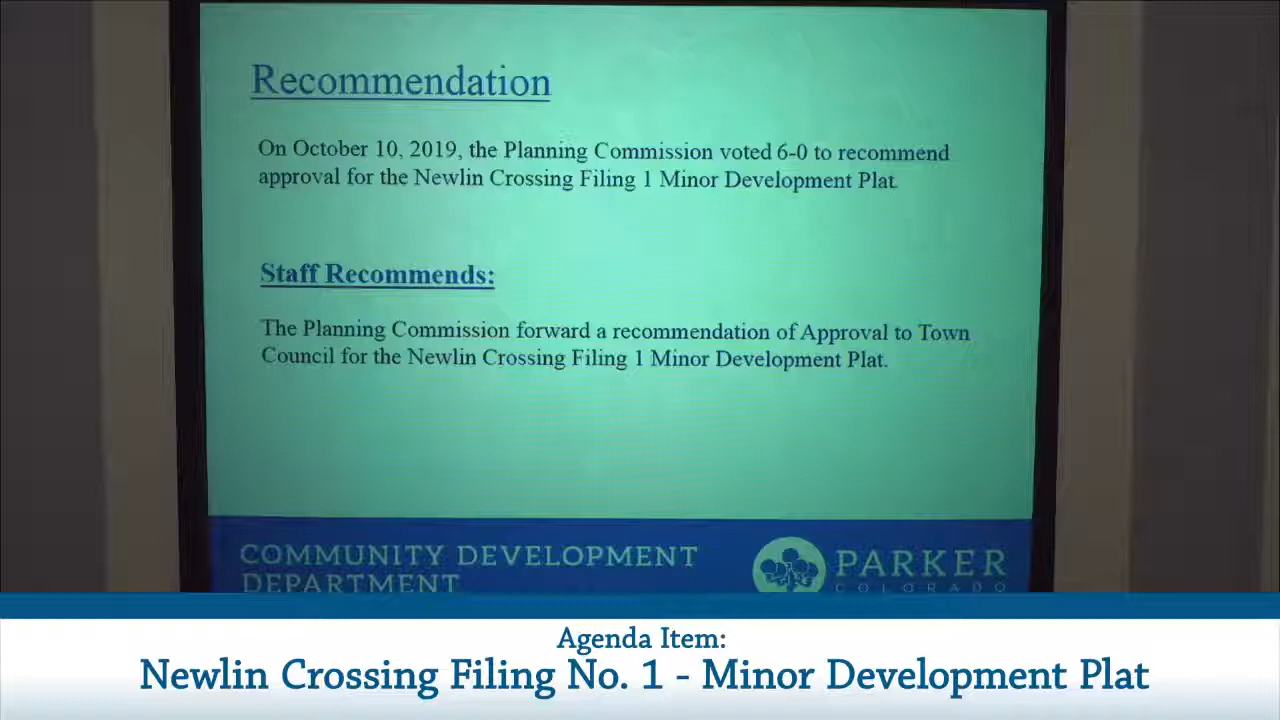 Recommendation
On October 10, 2019, the Planning Commission voted 6-0 to recommend
approval for the Newlin Crossing Filing 1 Minor Development Plat.
Staff Recommends:
The Planning Commission forward a recommendation of Approval to Town
Council for the Newlin Crossing Filing 1 Minor Development Plat.
COMMUNITY DEVELOPMENT
DEPARTMENT
PARKER
COLORADO
Agenda Item:
Newlin Crossing Filing No. 1 - Minor Development Plat